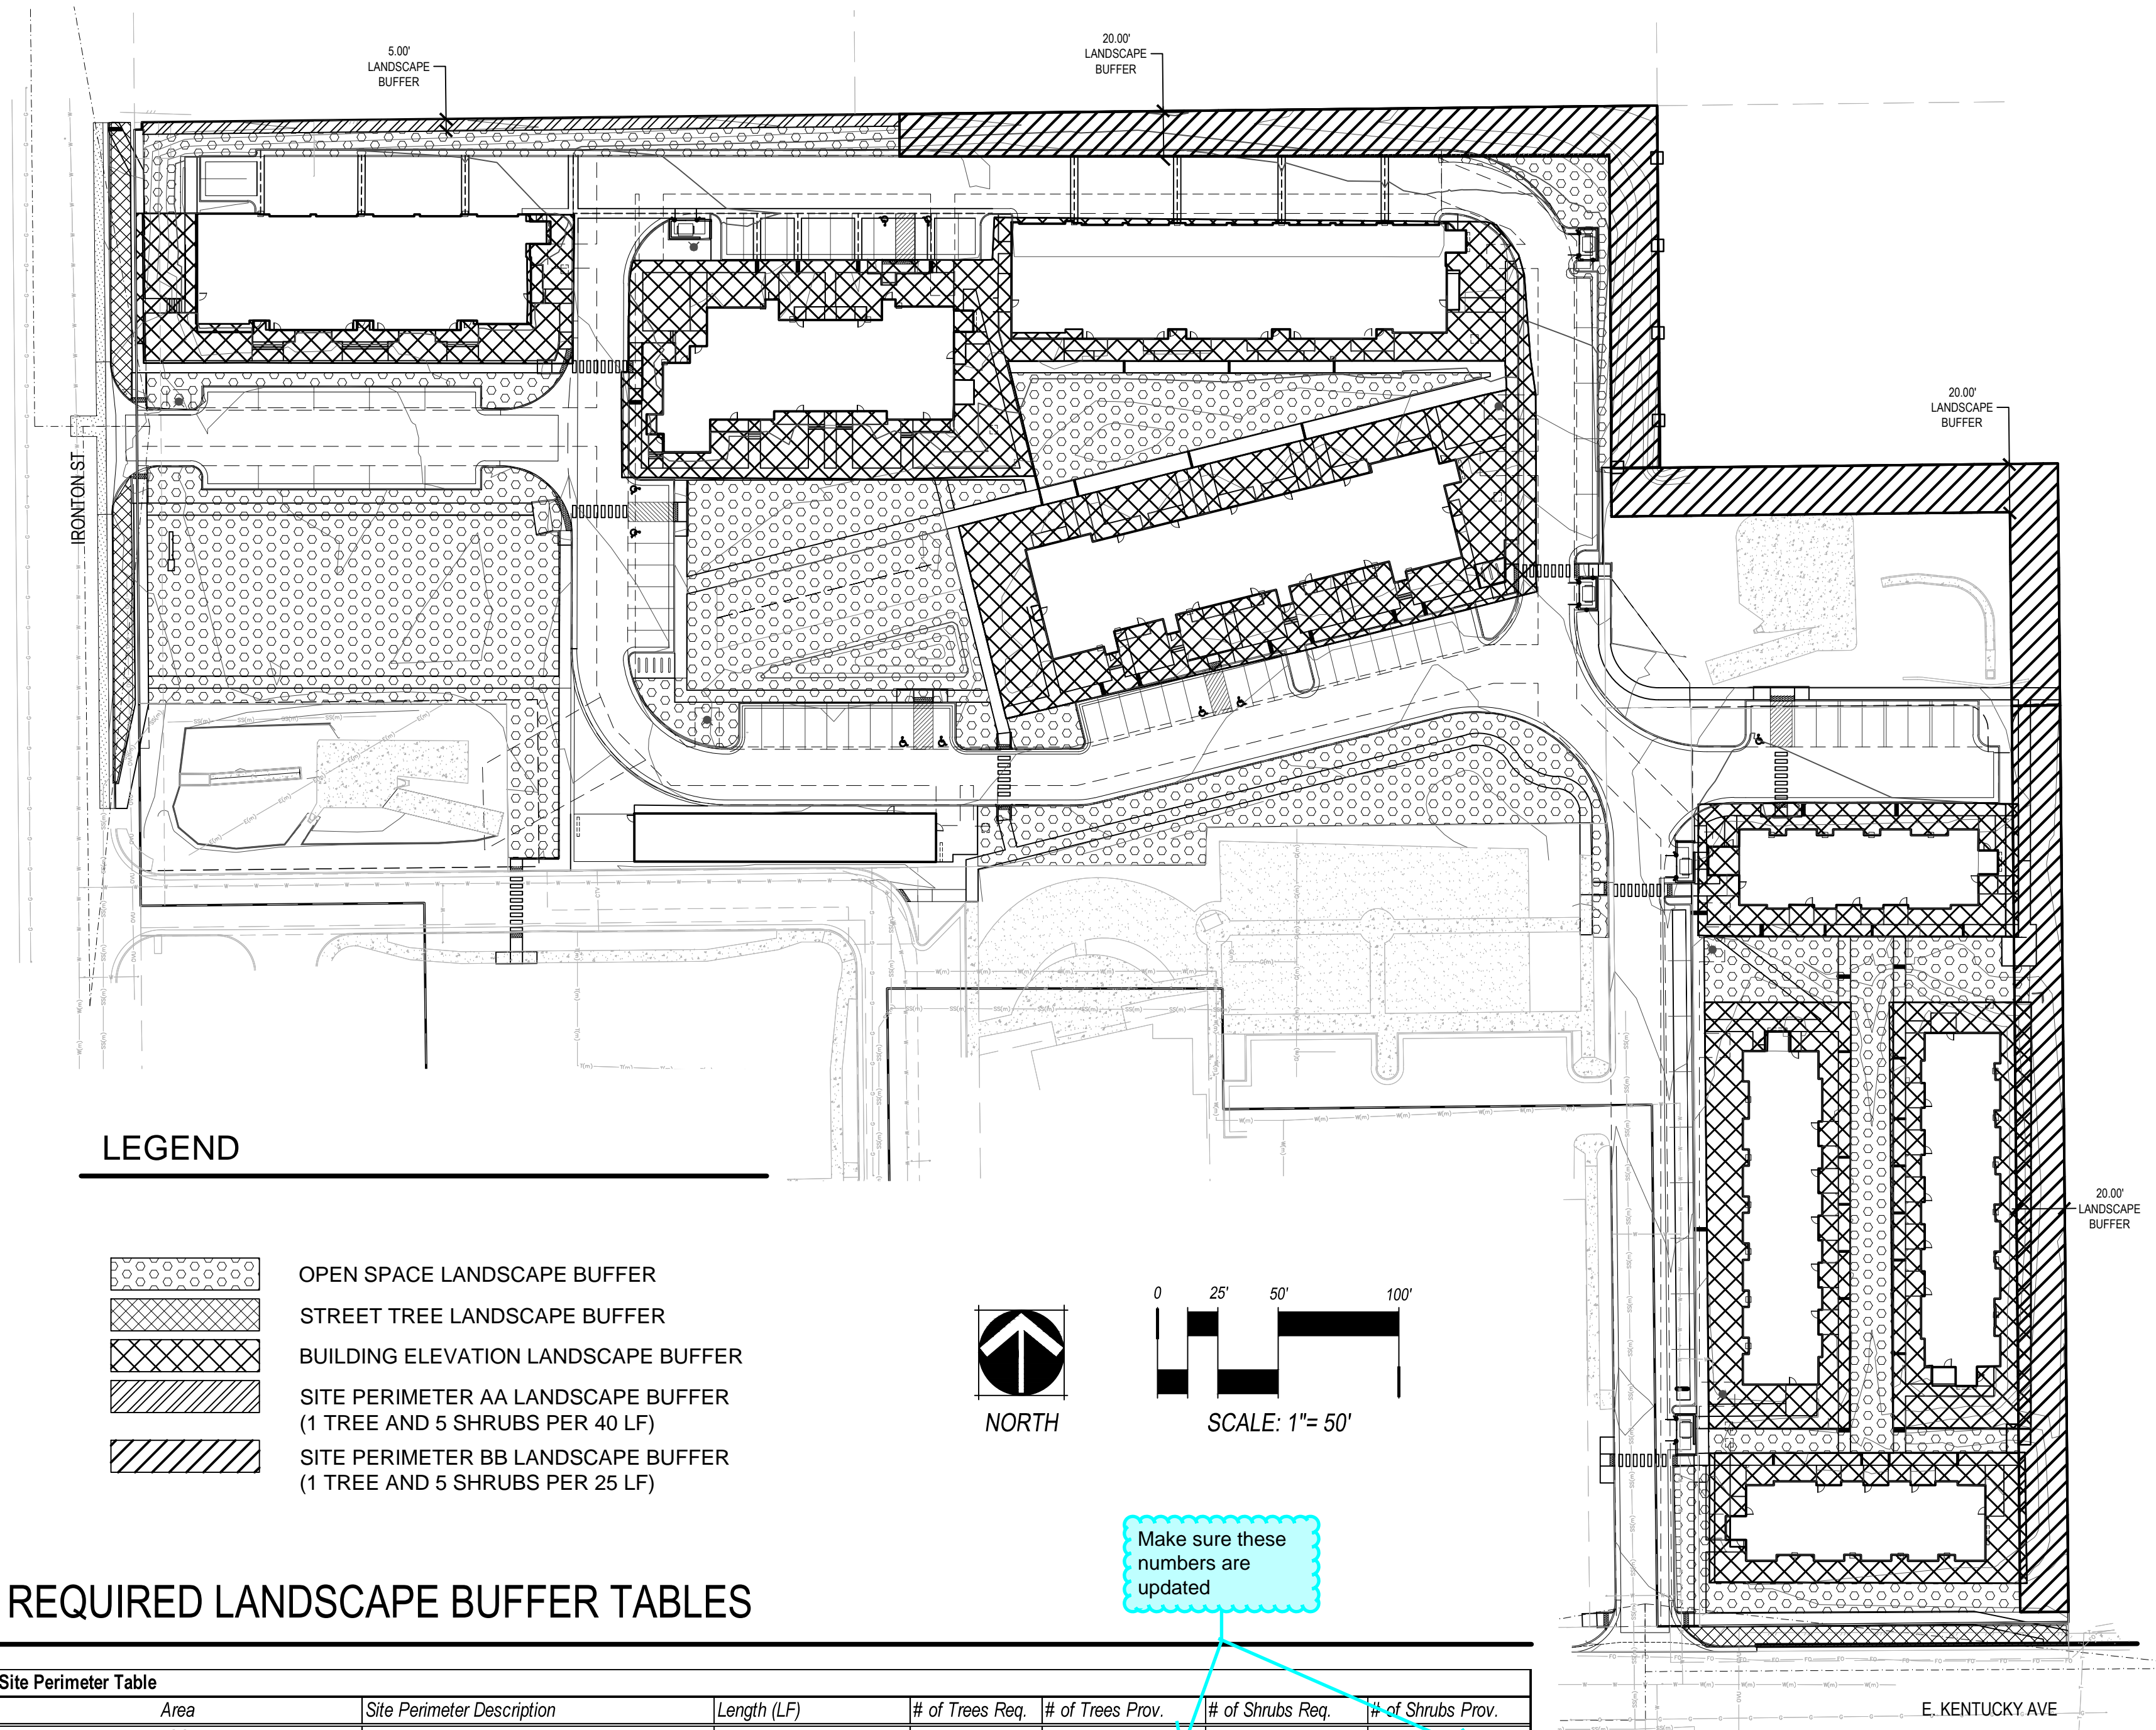 5.00'
LANDSCAPE
BUFFER
20.00'
LANDSCAPE
BUFFER
20.00'
LANDSCAPE
BUFFER
IRONTON ST
20.00'
LANDSCAPE
BUFFER
LEGEND
OPEN SPACE LANDSCAPE BUFFER
STREET TREE LANDSCAPE BUFFER
BUILDING ELEVATION LANDSCAPE BUFFER
SITE PERIMETER AA LANDSCAPE BUFFER
(1 TREE AND 5 SHRUBS PER 40 LF)
SITE PERIMETER BB LANDSCAPE BUFFER
(1 TREE AND 5 SHRUBS PER 25 LF)
0 25' 50' 100'
NORTH
SCALE: 1"= 50'
Make sure these
numbers are
updated
REQUIRED LANDSCAPE BUFFER TABLES
Site Perimeter Table
Area Site Perimeter Description Length (LF) # of Trees Req. # of Trees Prov. # of Shrubs Req. # of Shrubs Prov.
E. KENTUCKY AVE